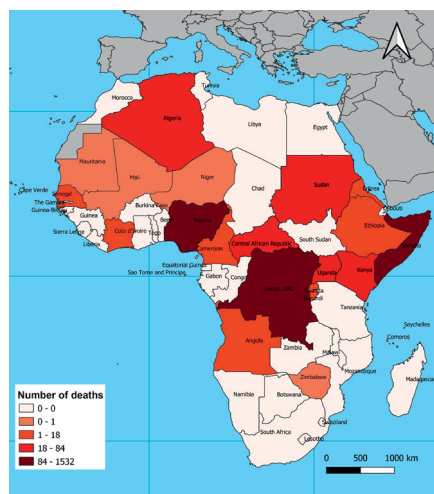 Tunisia
Morocco
Algeria
Libya
Egypt
Mauritania
Mali
Niger
Cape Verde
Senegal
Chad
Sudan
Eritrea
The Gambia
Djibouti
Guinea-Bissau
Guinea
Burkina Faso
Benin
Nigeria
Sierra Leone
Cote d'Ivoire
Togo
Ethiopia
Liberia
Central African Republic
South Sudan
Cameroon
Somalia
Equatorial Guinea
Sao Tome and Principe
Uganda
Kenya
Gabon
Congo
Congo, DRC
Rwanda
Burundi
Tanzania
Seychelles
Comoros
Angola
Zambia
Malawi
Mozambique
Zimbabwe
Madagascar
Namibia
Botswana
Swaziland
South Africa
Lesotho
Number of deaths
0 - 0
0 - 1
1 - 18
18 - 84
84 - 1532
0 500 1000 km